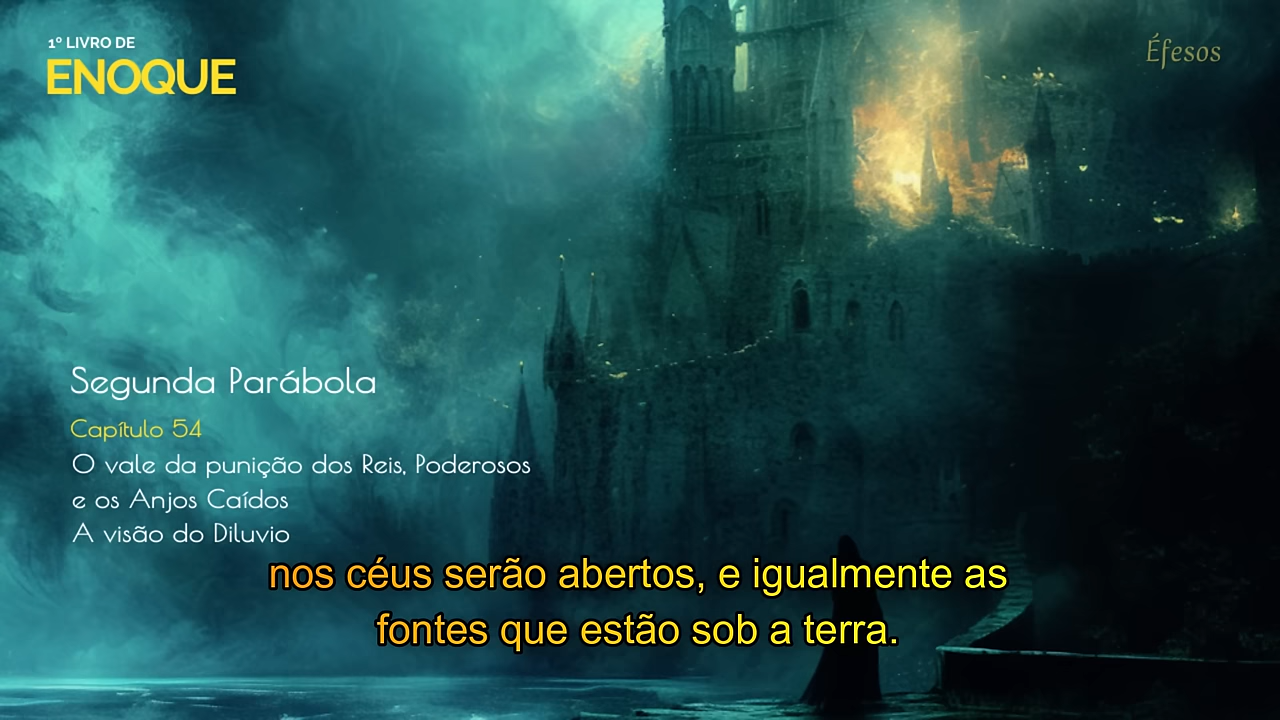 1º LIVRO DE
ENOQUE
Éfesos
Segunda Parábola
Capítulo 54
O vale da punição dos Reis, Poderosos
e os Anjos Caídos
A visão do Diluvio
nos céus serão abertos, e igualmente as
fontes que estão sob a terra.